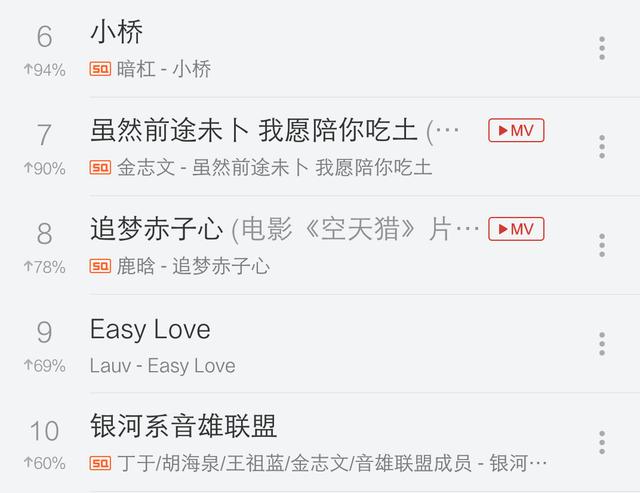 6
小桥
↑94%
SQ 暗杠 - 小桥
7
虽然前途未卜 我愿陪你吃土 (… MV
↑90%
SQ 金志文 - 虽然前途未卜 我愿陪你吃土
8
追梦赤子心 (电影《空天猎》片… MV
↑78%
SQ 鹿晗 - 追梦赤子心
9
Easy Love
↑69%
Lauv - Easy Love
10
银河系音雄联盟
↑60%
SQ 丁于/胡海泉/王祖蓝/金志文/音雄联盟成员 - 银河…